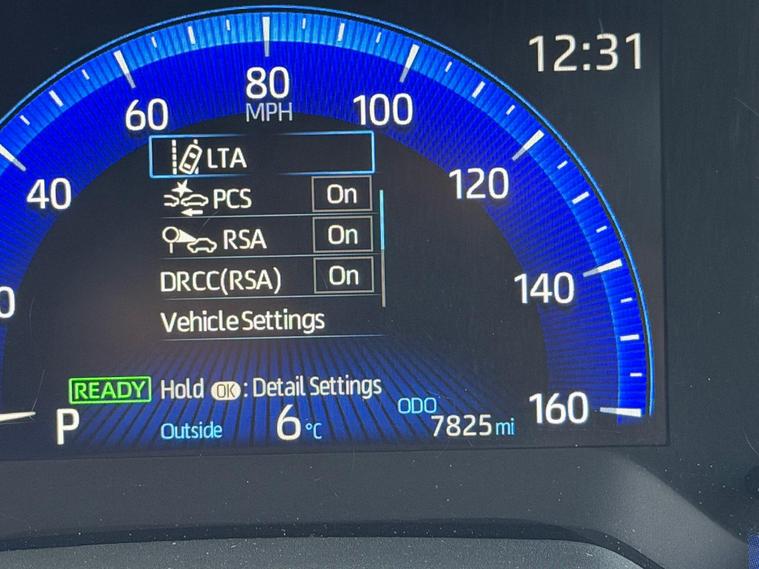 12:31
80
MPH
60
100
LTA
40
120
PCS On
RSA On
DRCC(RSA) On
0
140
Vehicle Settings
READY Hold OK : Detail Settings
P
Outside 6°C
ODO
7825 mi
160